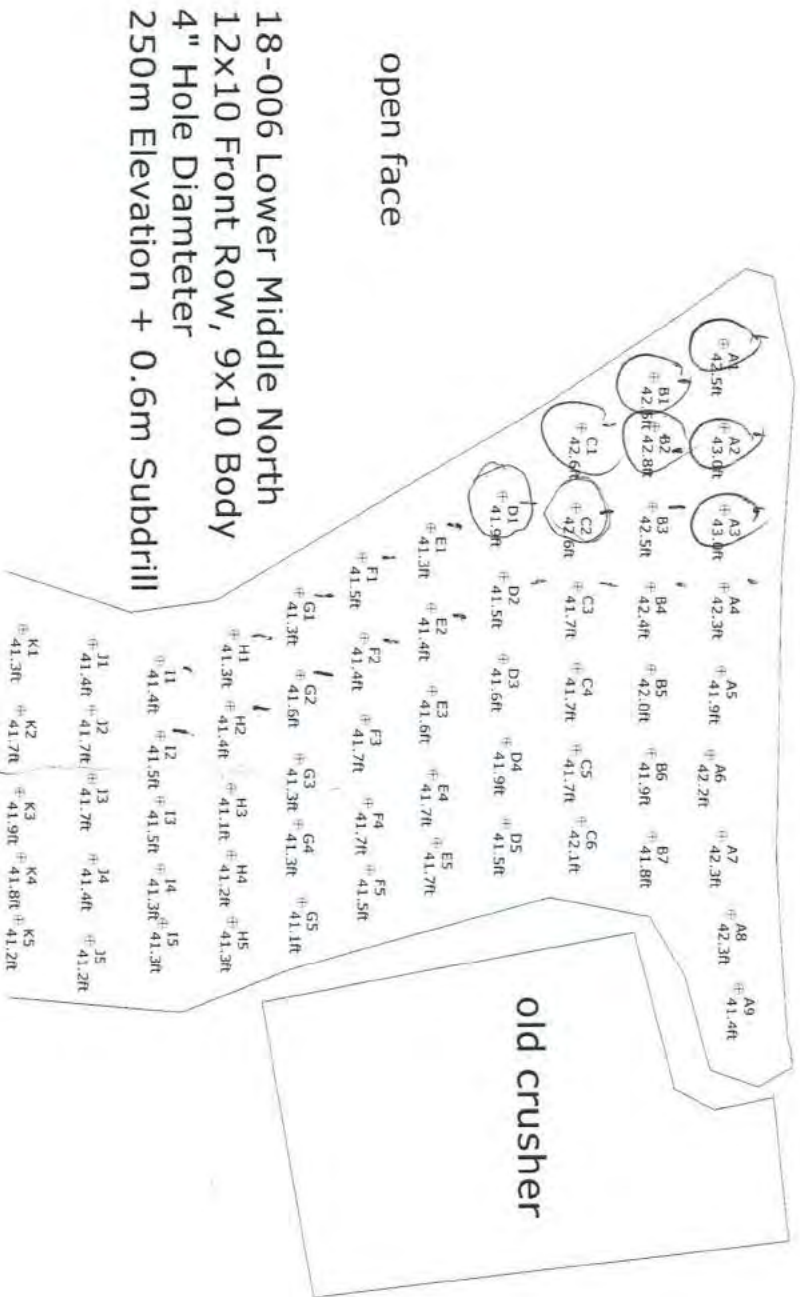 A1 A2 A3 A4 A5 A6 A7 A8 A9
42.5ft 43.0ft 43.0ft 42.3ft 41.9ft 42.2ft 42.3ft 42.3ft 41.4ft
B1 B2 B3 B4 B5 B6 B7
42.8ft 42.5ft 42.4ft 42.0ft 41.9ft 41.8ft
C1 C2 C3 C4 C5 C6
42.6ft 42.6ft 41.7ft 41.7ft 41.7ft 42.1ft
D1 D2 D3 D4 D5
41.9ft 41.5ft 41.6ft 41.9ft 41.5ft
old crusher
E1 E2 E3 E4 E5
41.3ft 41.4ft 41.6ft 41.7ft 41.7ft
open face
F1 F2 F3 F4 F5
41.5ft 41.4ft 41.7ft 41.7ft 41.5ft
G1 G2 G3 G4 G5
41.3ft 41.6ft 41.3ft 41.3ft 41.1ft
18-006 Lower Middle North
12x10 Front Row, 9x10 Body
4" Hole Diamteter
250m Elevation + 0.6m Subdrill
H1 H2 H3 H4 H5
41.3ft 41.4ft 41.1ft 41.2ft 41.3ft
I1 I2 I3 I4 I5
41.4ft 41.5ft 41.5ft 41.3ft 41.3ft
J1 J2 J3 J4 J5
41.4ft 41.7ft 41.7ft 41.4ft 41.2ft
K1 K2 K3 K4 K5
41.3ft 41.7ft 41.9ft 41.8ft 41.2ft